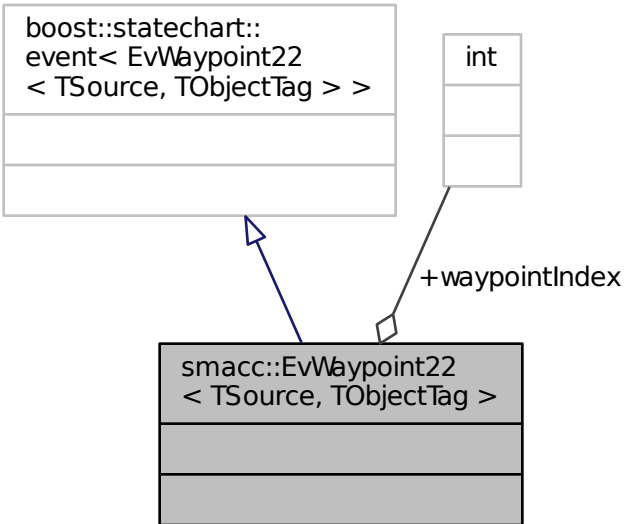 boost::statechart::
event< EvWaypoint22
< TSource, TObjectTag > >
int
+waypointIndex
smacc::EvWaypoint22
< TSource, TObjectTag >